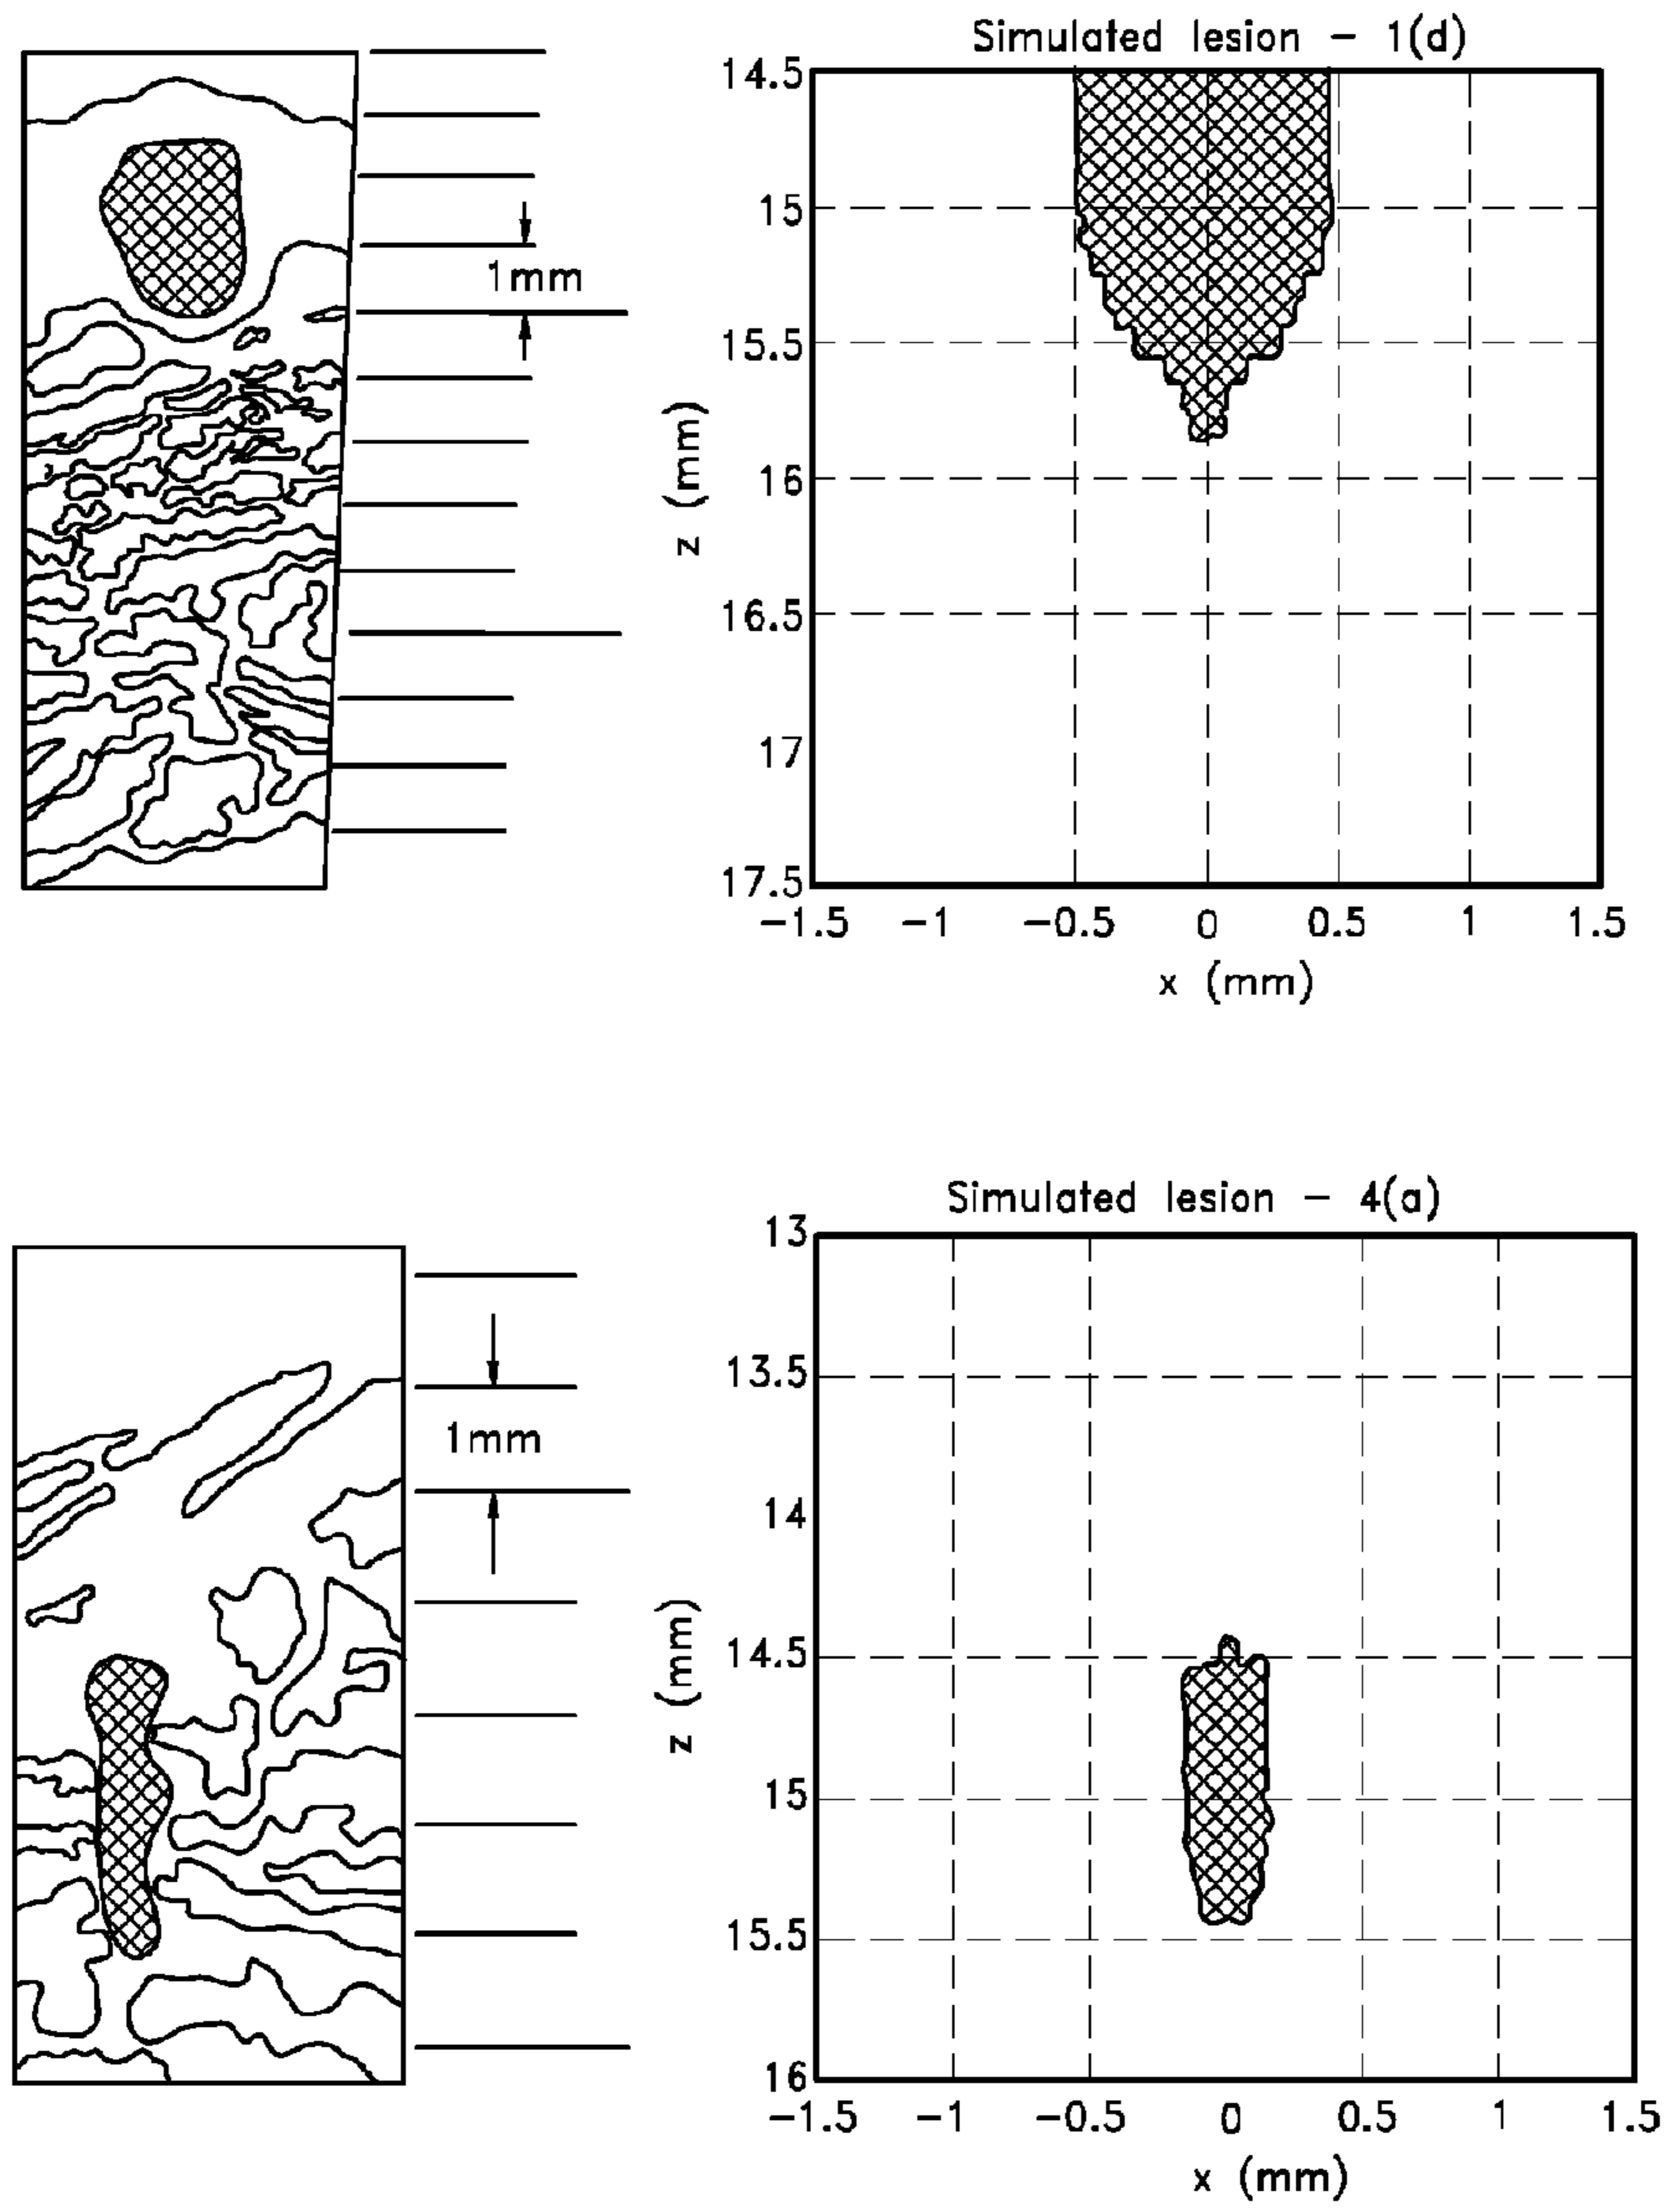 Simulated lesion - 1(d)
14.5
15
1mm
15.5
z (mm)
16
16.5
17
17.5
-1.5 -1 -0.5 0 0.5 1 1.5
x (mm)
Simulated lesion - 4(a)
13
13.5
1mm
14
14.5
z (mm)
15
15.5
16
-1.5 -1 -0.5 0 0.5 1 1.5
x (mm)